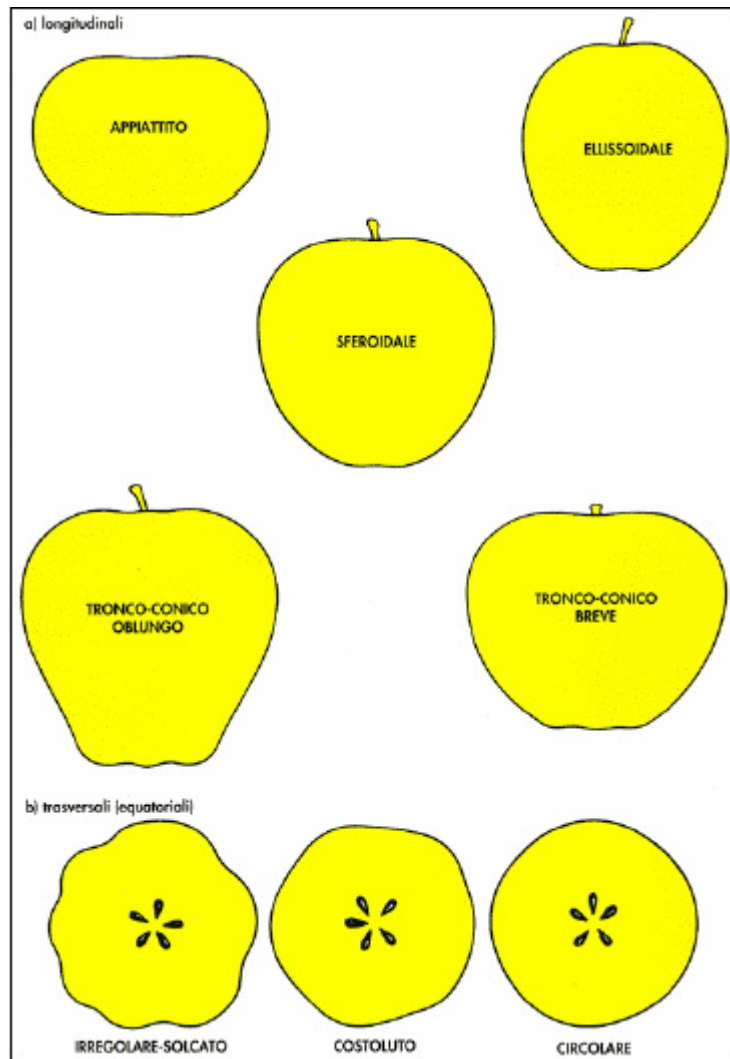 a) longitudinali
APPIATTITO
ELLISSOIDALE
SFEROIDALE
TRONCO-CONICO
OBLUNGO
TRONCO-CONICO
BREVE
b) trasversali (equatoriali)
IRREGOLARE-SOLCATO
COSTOLUTO
CIRCOLARE